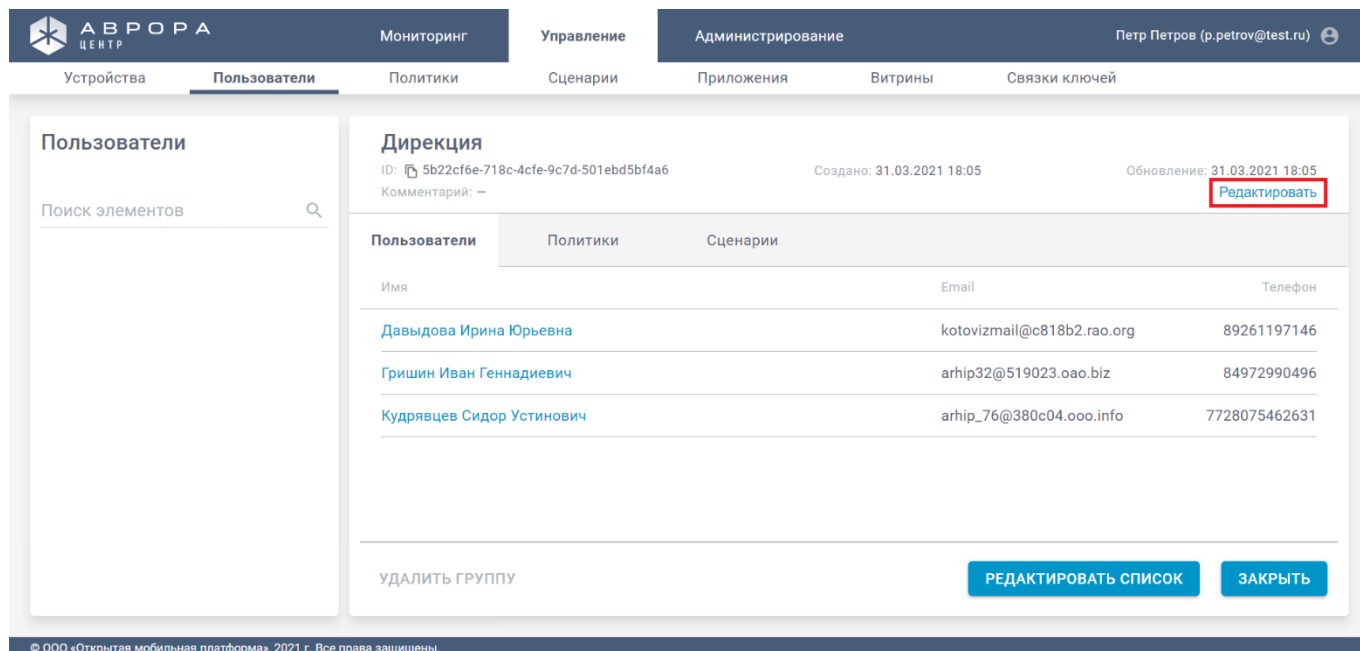 АВРОРА
ЦЕНТР
Мониторинг Управление Администрирование Петр Петров (p.petrov@test.ru)
Устройства Пользователи Политики Сценарии Приложения Витрины Связки ключей
Пользователи
Поиск элементов
Дирекция
ID: 5b22cf6e-718c-4cfe-9c7d-501ebd5bf4a6 Создано: 31.03.2021 18:05 Обновление: 31.03.2021 18:05
Комментарий: — Редактировать
Пользователи Политики Сценарии
Имя Email Телефон
Давыдова Ирина Юрьевна kotovizmail@c818b2.rao.org 89261197146
Гришин Иван Геннадиевич arhip32@519023.oao.biz 84972990496
Кудрявцев Сидор Устинович arhip_76@380c04.ooo.info 7728075462631
УДАЛИТЬ ГРУППУ РЕДАКТИРОВАТЬ СПИСОК ЗАКРЫТЬ
© ООО «Открытая мобильная платформа», 2021 г. Все права защищены.